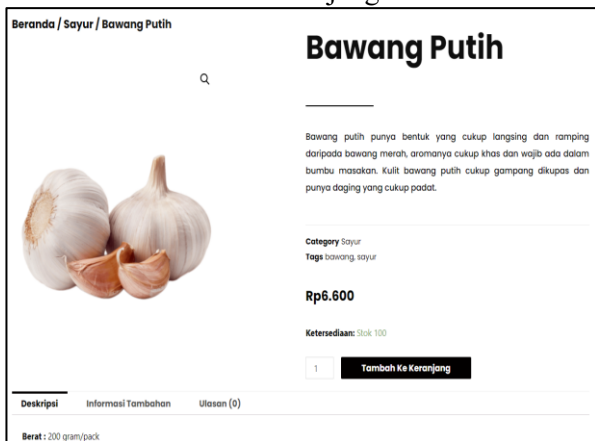 Beranda / Sayur / Bawang Putih
Bawang Putih
Bawang putih punya bentuk yang cukup langsing dan ramping
daripada bawang merah, aromanya cukup khas dan wajib ada dalam
bumbu masakan. Kulit bawang putih cukup gampang dikupas dan
punya daging yang cukup padat.
Category Sayur
Tags bawang, sayur
Rp6.600
Ketersediaan: Stok 100
1
Tambah Ke Keranjang
Deskripsi Informasi Tambahan Ulasan (0)
Berat : 200 gram/pack